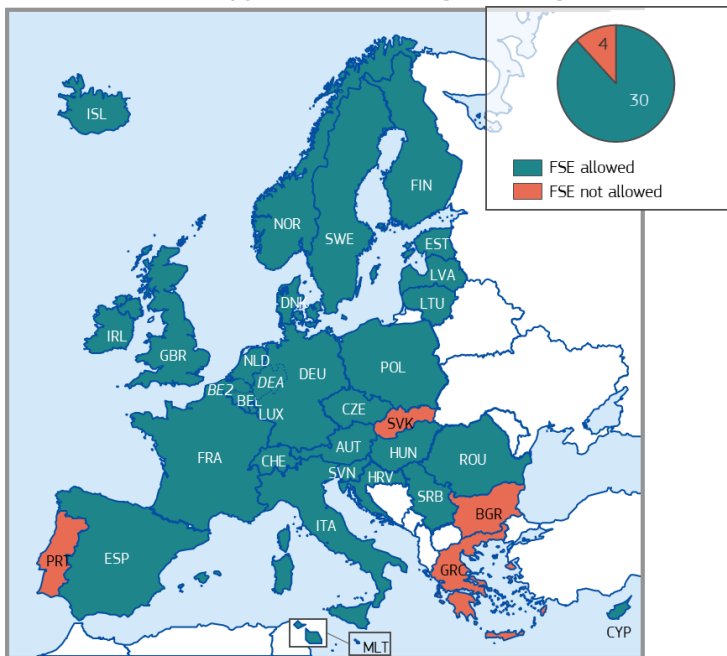 4
30
FSE allowed
FSE not allowed
ISL
FIN
NOR
SWE
EST
LVA
DNK
LTU
IRL
GBR
NLD
POL
BE2
DEA
DEU
BEL
LUX
CZE
SVK
AUT
HUN
FRA
CHE
ROU
SVN
HRV
SRB
BGR
ITA
PRT
ESP
GRC
CYP
MLT